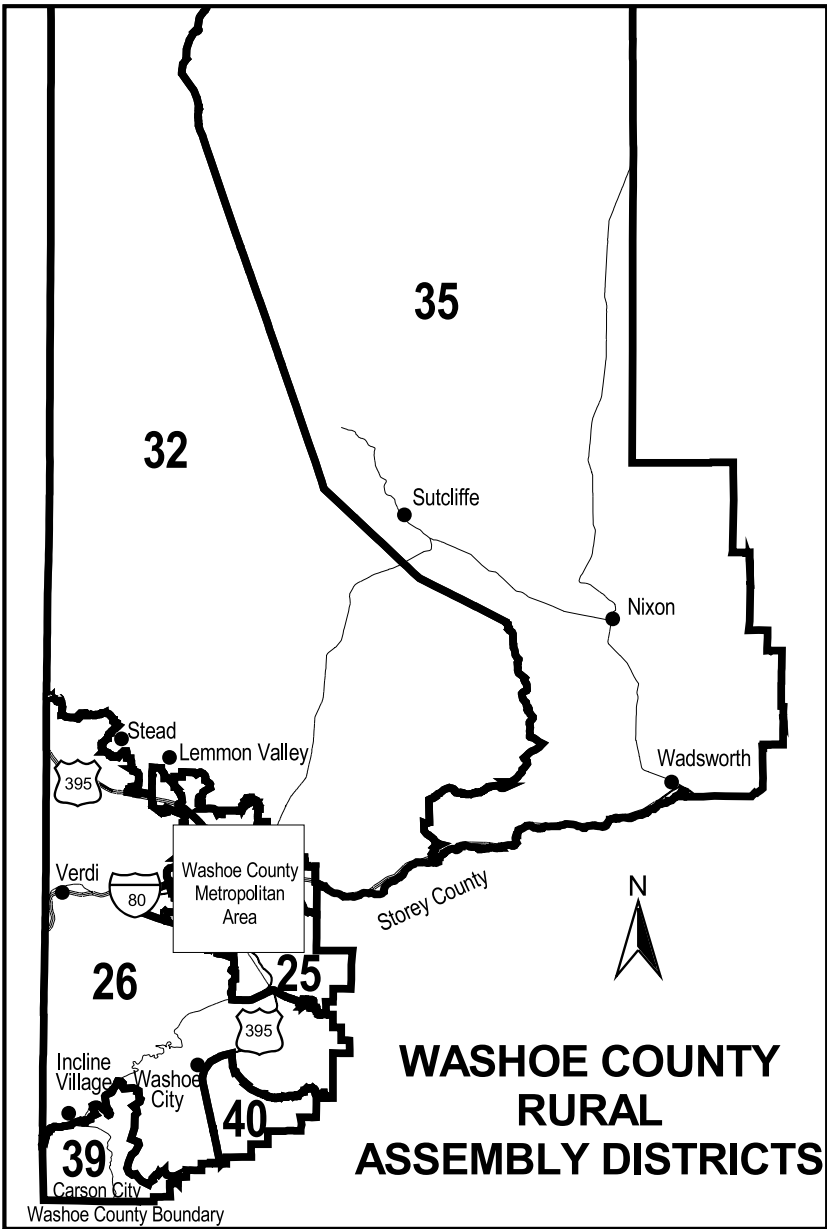 35
32
Sutcliffe
Nixon
Stead
Lemmon Valley
Wadsworth
395
Verdi
80
Washoe County
Metropolitan
Area
Storey County
N
26
25
395
Incline
Village
Washoe
City
40
39
Carson City
Washoe County Boundary
WASHOE COUNTY
RURAL
ASSEMBLY DISTRICTS